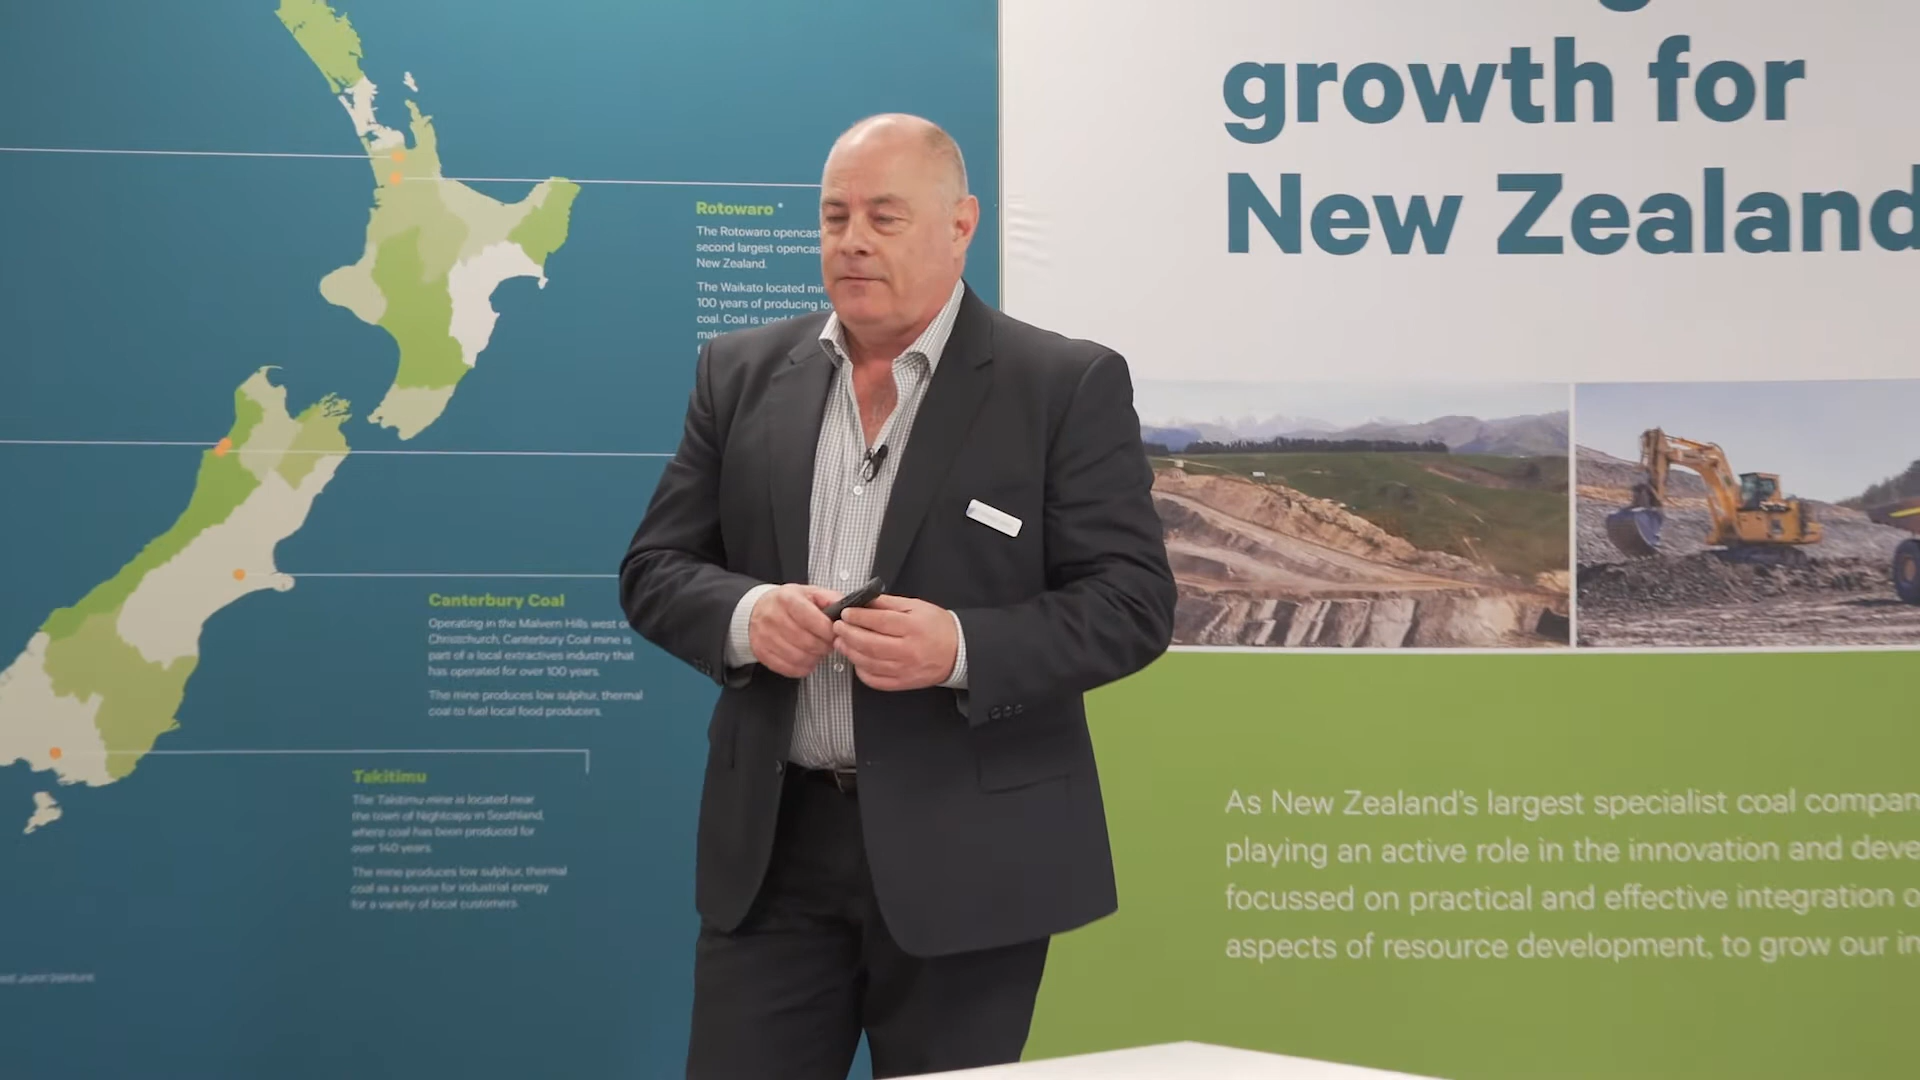 growth for
New Zealand
Rotowaro *
The Rotowaro opencast
second largest opencas
New Zealand.
The Waikato located min
100 years of producing lo
coal. Coal is used
Canterbury Coal
Operating in the Malvern Hills west of
Christchurch, Canterbury Coal mine is
part of a local extractives industry that
has operated for over 100 years.
The mine produces low sulphur, thermal
coal to fuel local food producers.
Takitimu
The Takitimu mine is located near
the town of Nightcaps in Southland,
where coal has been produced for
over 140 years.
The mine produces low sulphur, thermal
coal as a source for industrial energy
for a variety of local customers.
Joint Venture
As New Zealand's largest specialist coal compan
playing an active role in the innovation and deve
focussed on practical and effective integration o
aspects of resource development, to grow our in